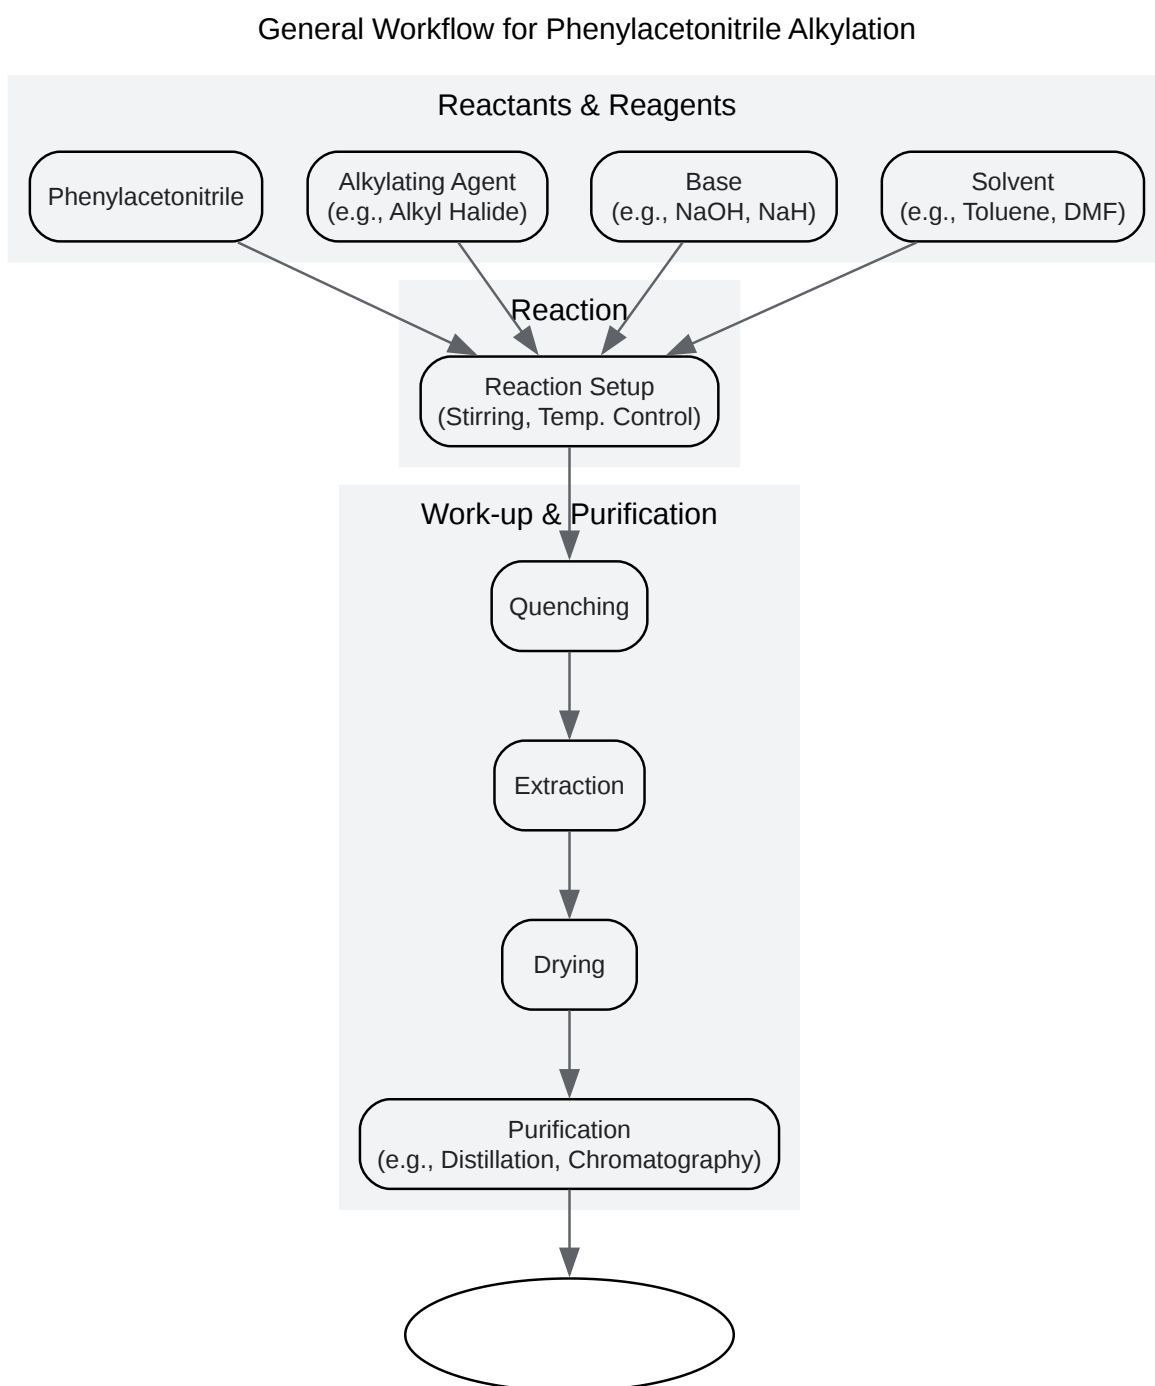 General Workflow for Phenylacetonitrile Alkylation
Reactants & Reagents
Phenylacetonitrile
Alkylating Agent
(e.g., Alkyl Halide)
Base
(e.g., NaOH, NaH)
Solvent
(e.g., Toluene, DMF)
Reaction
Reaction Setup
(Stirring, Temp. Control)
Work-up & Purification
Quenching
Extraction
Drying
Purification
(e.g., Distillation, Chromatography)